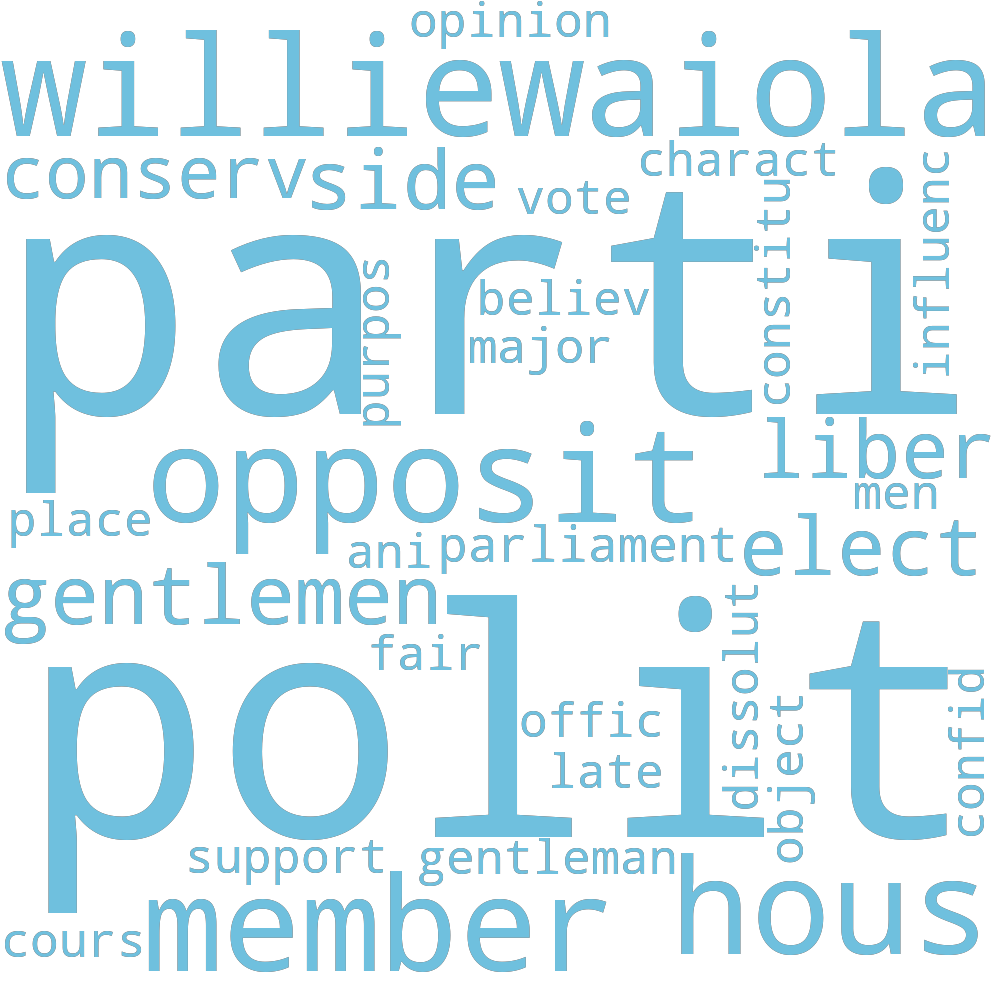 opinion
williewaiola
conserv
side
charact
vote
influenc
constitu
parti
purpos
believ
major
opposit
liber
men
place
ani
parliament
elect
gentlemen
fair
polit
dissolut
offic
late
object
confid
support
gentleman
member
hous
cours